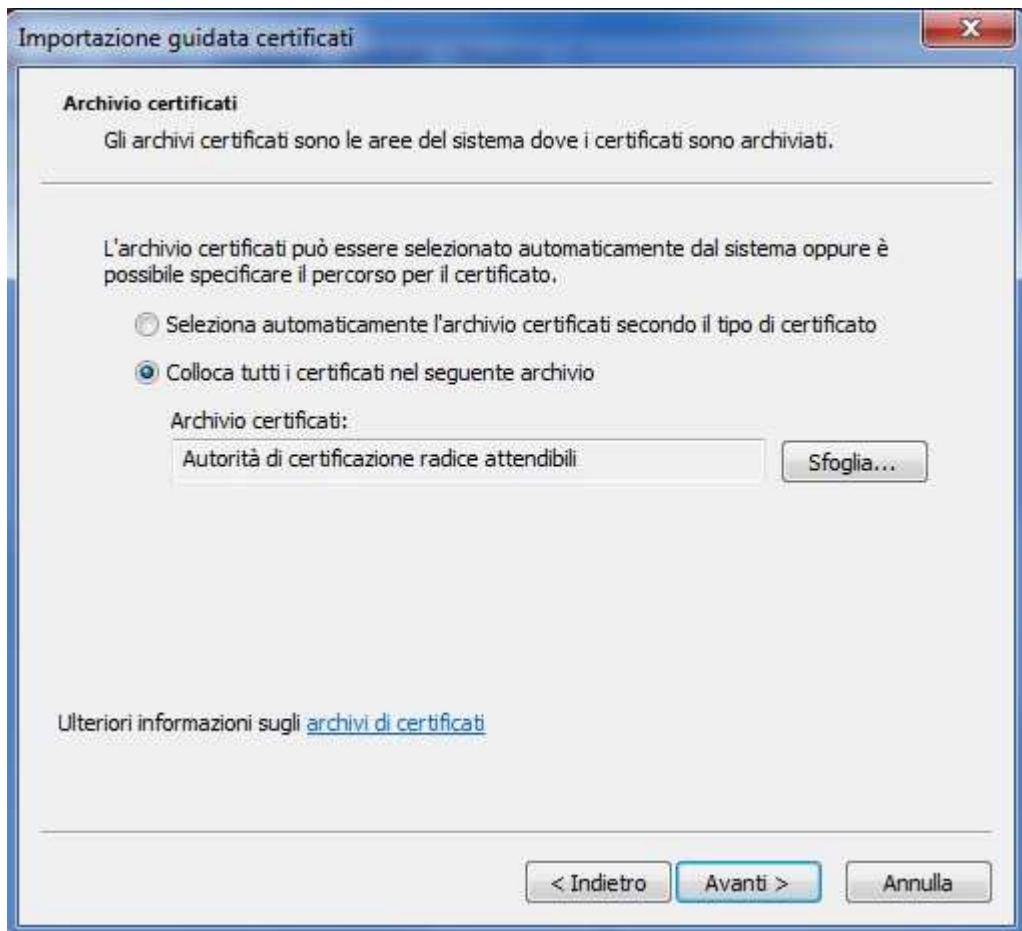 Importazione guidata certificati
Archivio certificati
Gli archivi certificati sono le aree del sistema dove i certificati sono archiviati.
L'archivio certificati può essere selezionato automaticamente dal sistema oppure è
possibile specificare il percorso per il certificato.
Seleziona automaticamente l'archivio certificati secondo il tipo di certificato
Colloca tutti i certificati nel seguente archivio
Archivio certificati:
Autorità di certificazione radice attendibili
Sfoglia...
Ulteriori informazioni sugli archivi di certificati
< Indietro
Avanti >
Annulla